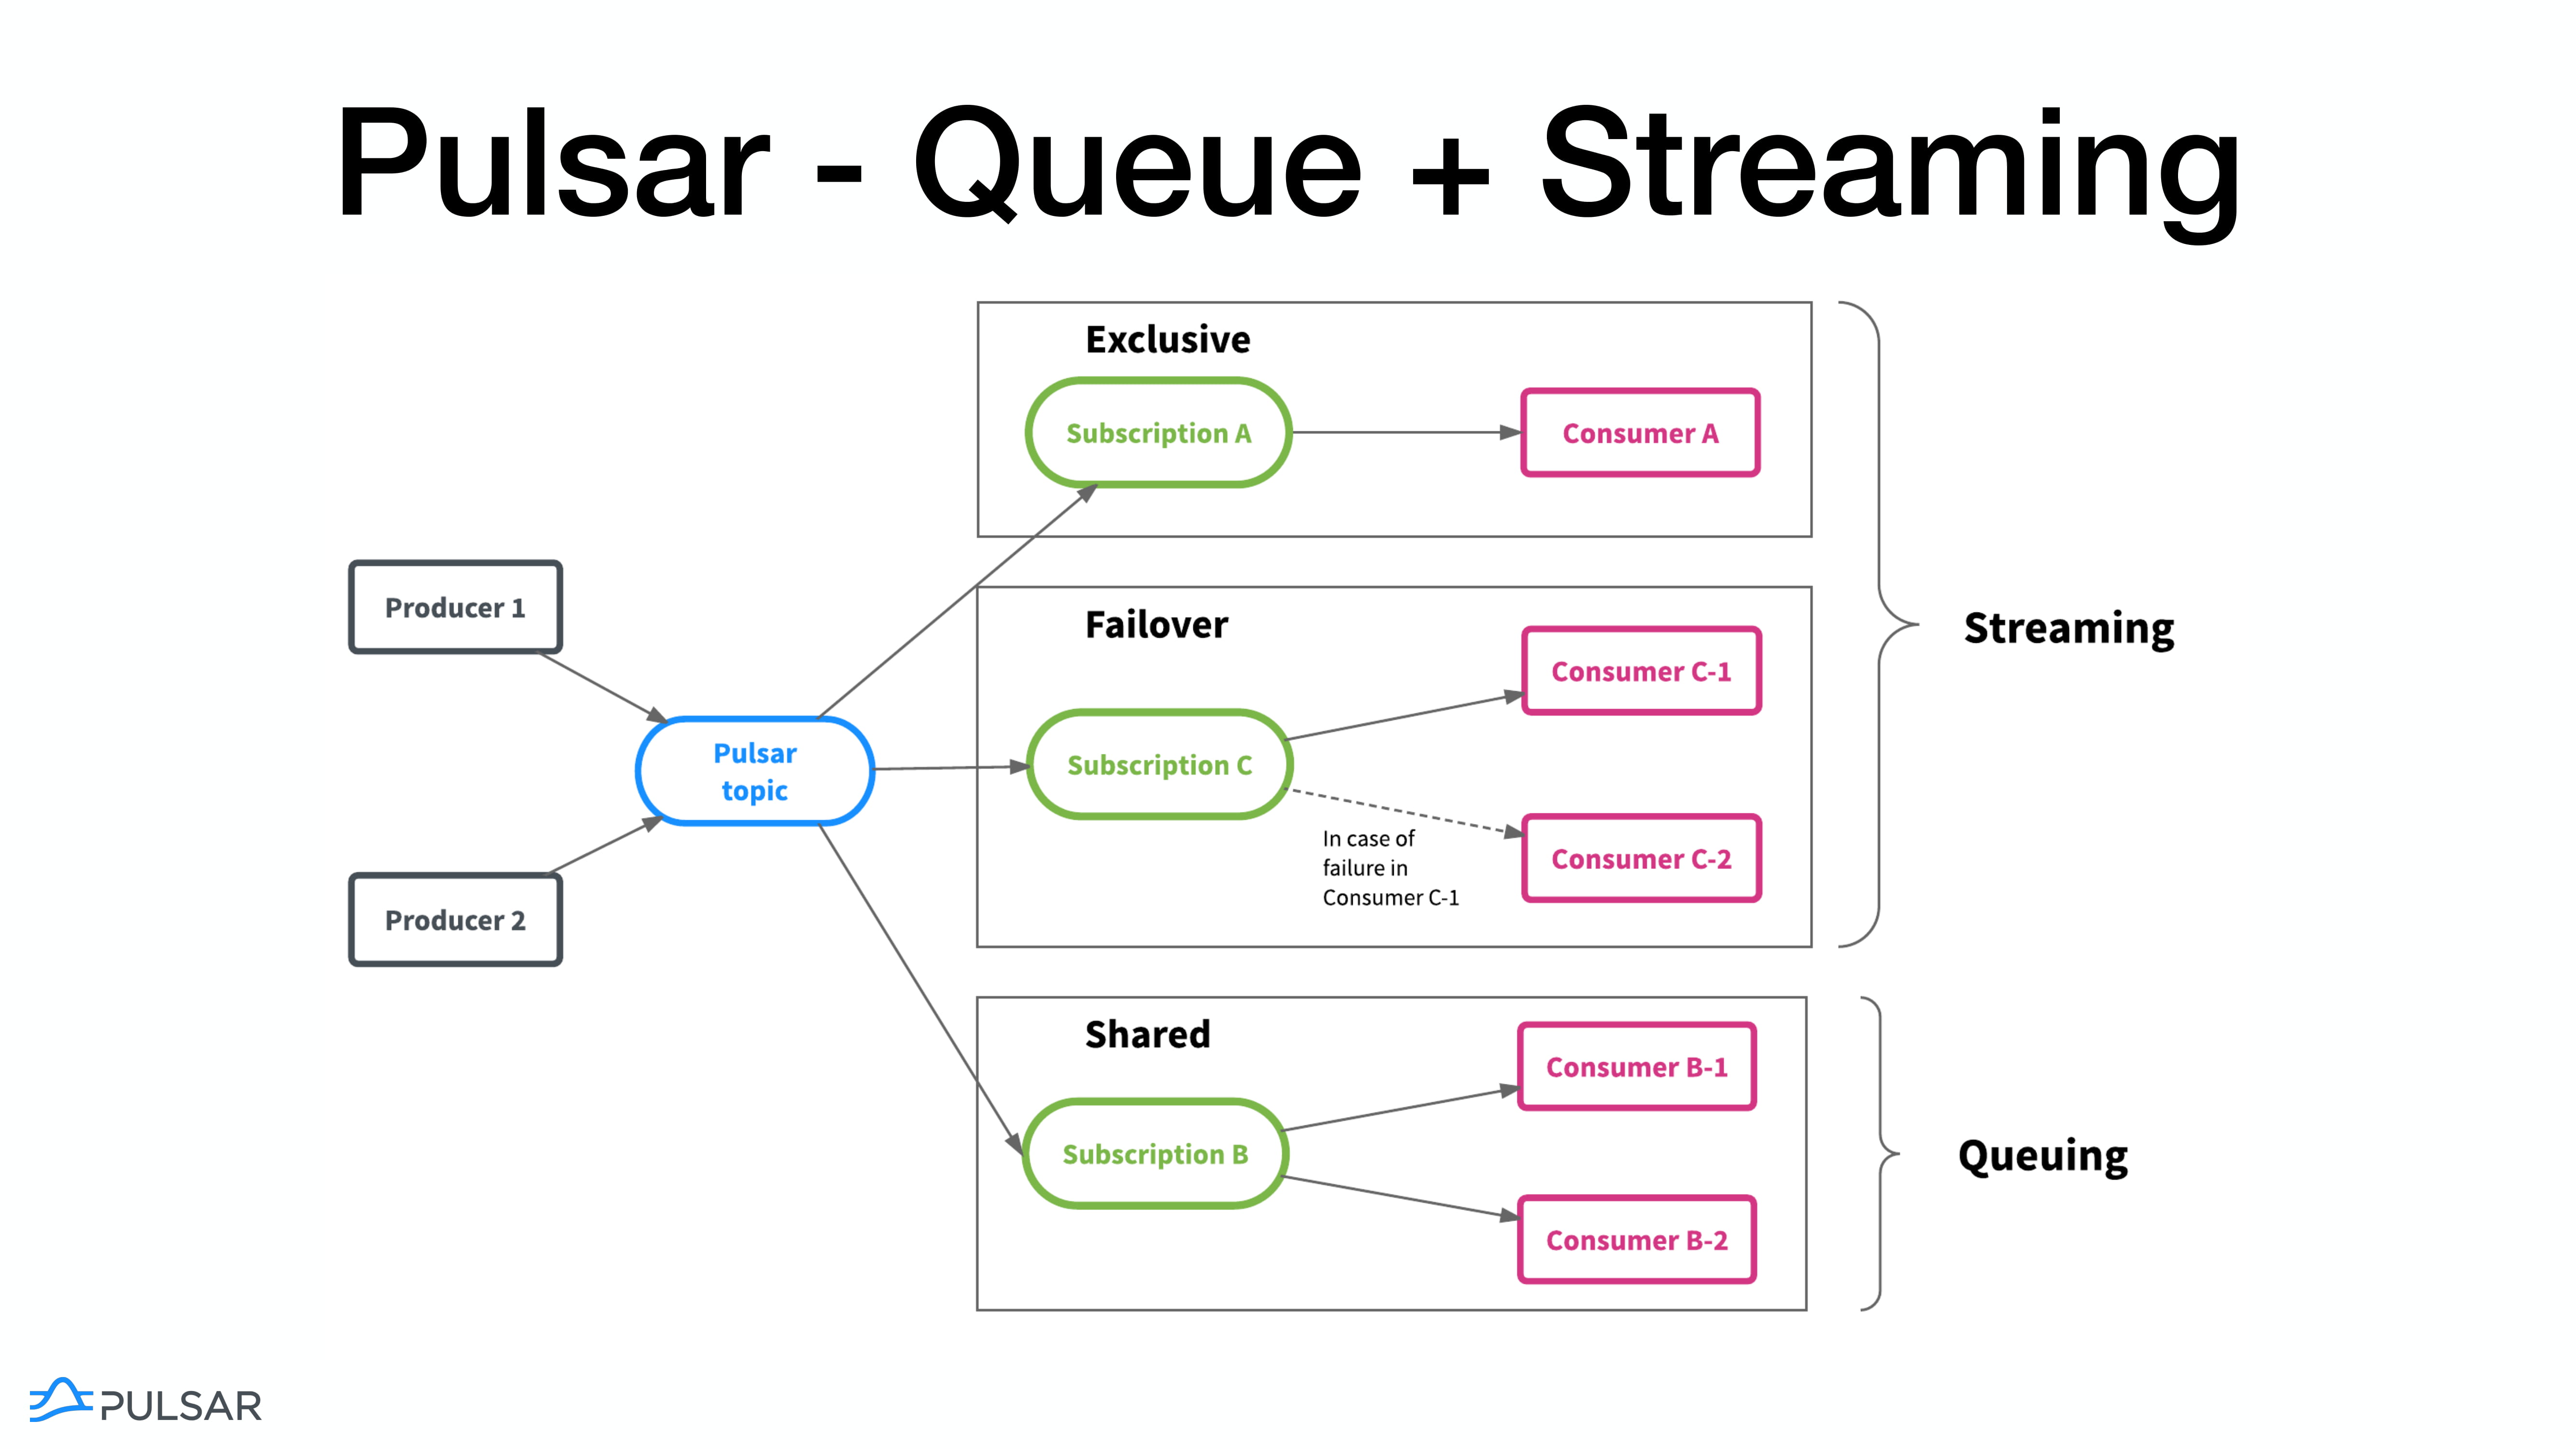 Pulsar - Queue + Streaming
Exclusive
Subscription A
Consumer A
Producer 1
Failover
Consumer C-1
Streaming
Pulsar
topic
Subscription C
In case of
failure in
Consumer C-1
Consumer C-2
Producer 2
Shared
Consumer B-1
Subscription B
Queuing
Consumer B-2
PULSAR